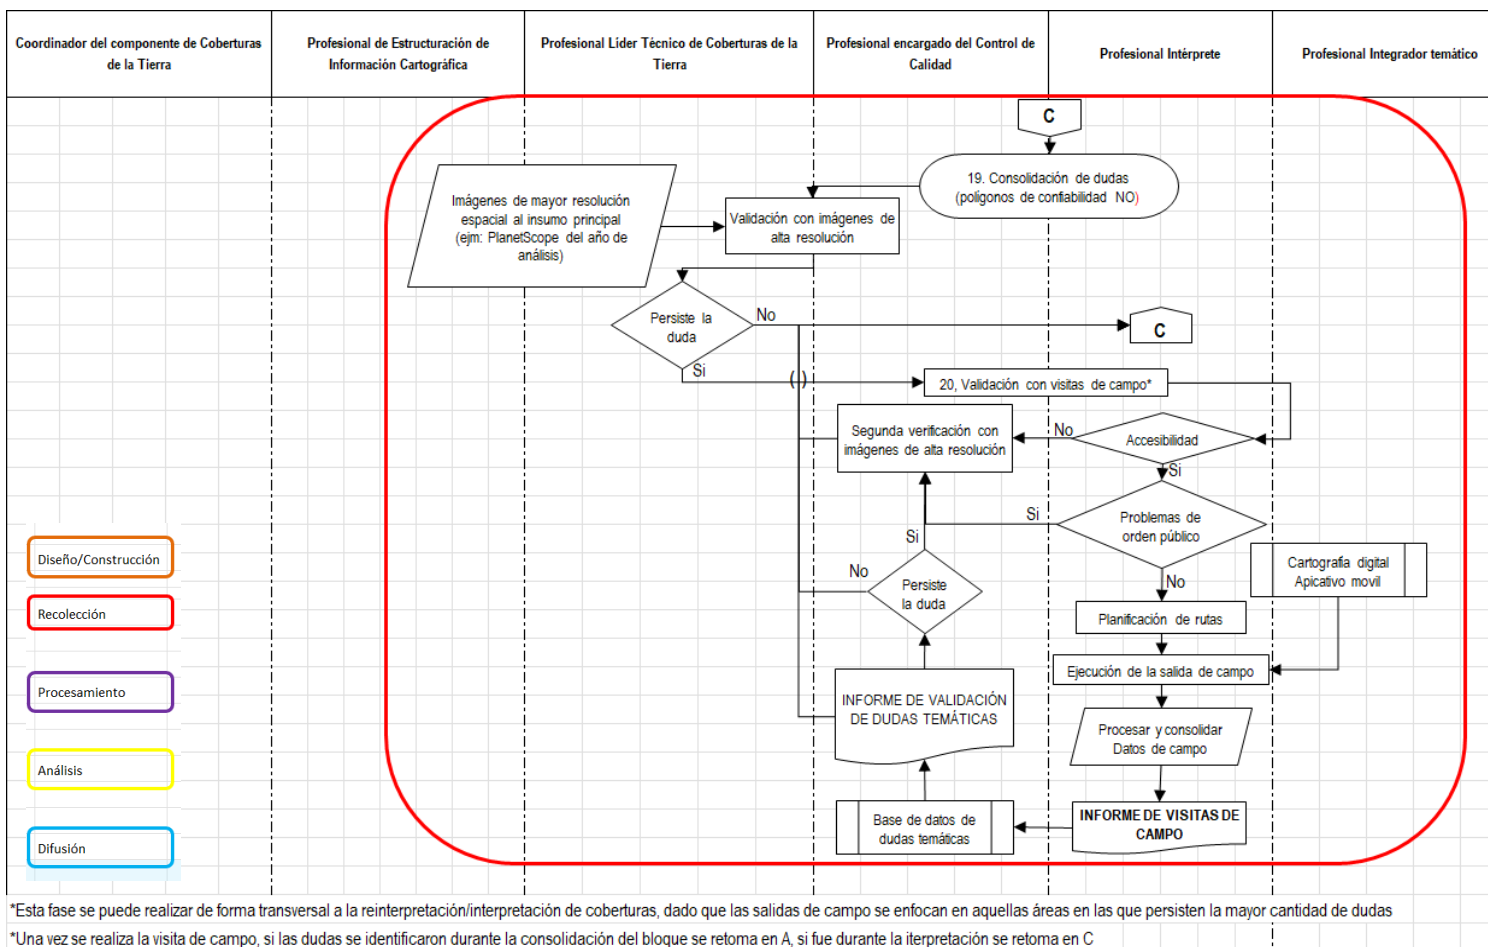 Coordinador del componente de Coberturas
de la Tierra
Profesional de Estructuración de
Información Cartográfica
Profesional Líder Técnico de Coberturas de la
Tierra
Profesional encargado del Control de
Calidad
Profesional Intérprete
Profesional Integrador temático
C
19. Consolidación de dudas
(polígonos de confiabilidad NO)
Imágenes de mayor resolución
espacial al insumo principal
(ejm: PlanetScope del año de
análisis)
Validación con imágenes de
alta resolución
Persiste la
duda
No
C
Si
( )
20, Validación con visitas de campo*
Segunda verificación con
imágenes de alta resolución
No
Accesibilidad
Si
Si
Problemas de
orden público
Si
No
Persiste
la duda
No
Cartografía digital
Apicativo movil
Planificación de rutas
Ejecución de la salida de campo
INFORME DE VALIDACIÓN
DE DUDAS TEMÁTICAS
Procesar y consolidar
Datos de campo
Base de datos de
dudas temáticas
INFORME DE VISITAS DE
CAMPO
Diseño/Construcción
Recolección
Procesamiento
Análisis
Difusión
*Esta fase se puede realizar de forma transversal a la reinterpretación/interpretación de coberturas, dado que las salidas de campo se enfocan en aquellas áreas en las que persisten la mayor cantidad de dudas
*Una vez se realiza la visita de campo, si las dudas se identificaron durante la consolidación del bloque se retoma en A, si fue durante la iterpretación se retoma en C